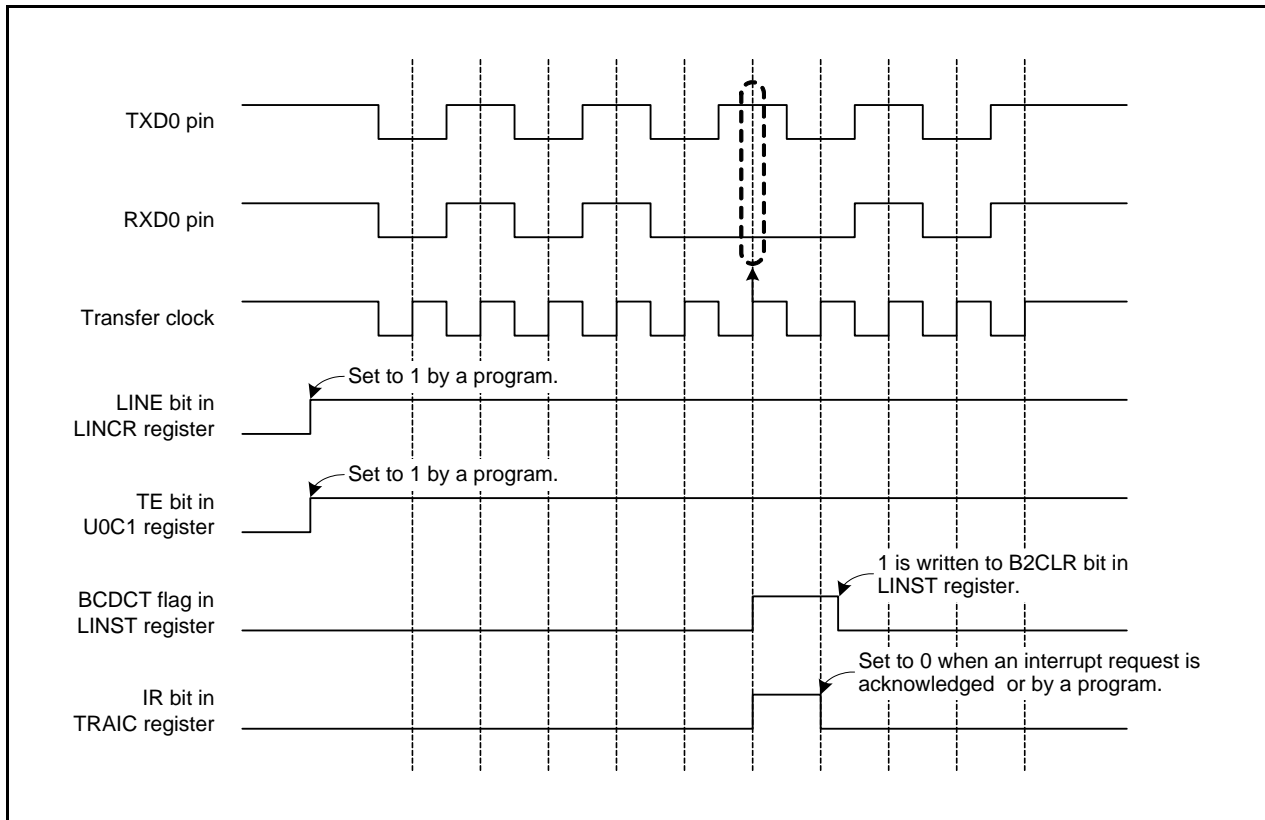 TXD0 pin
RXD0 pin
Transfer clock
Set to 1 by a program.
LINE bit in
LINCR register
Set to 1 by a program.
TE bit in
U0C1 register
1 is written to B2CLR bit in
LINST register.
BCDCT flag in
LINST register
Set to 0 when an interrupt request is
acknowledged or by a program.
IR bit in
TRAIC register